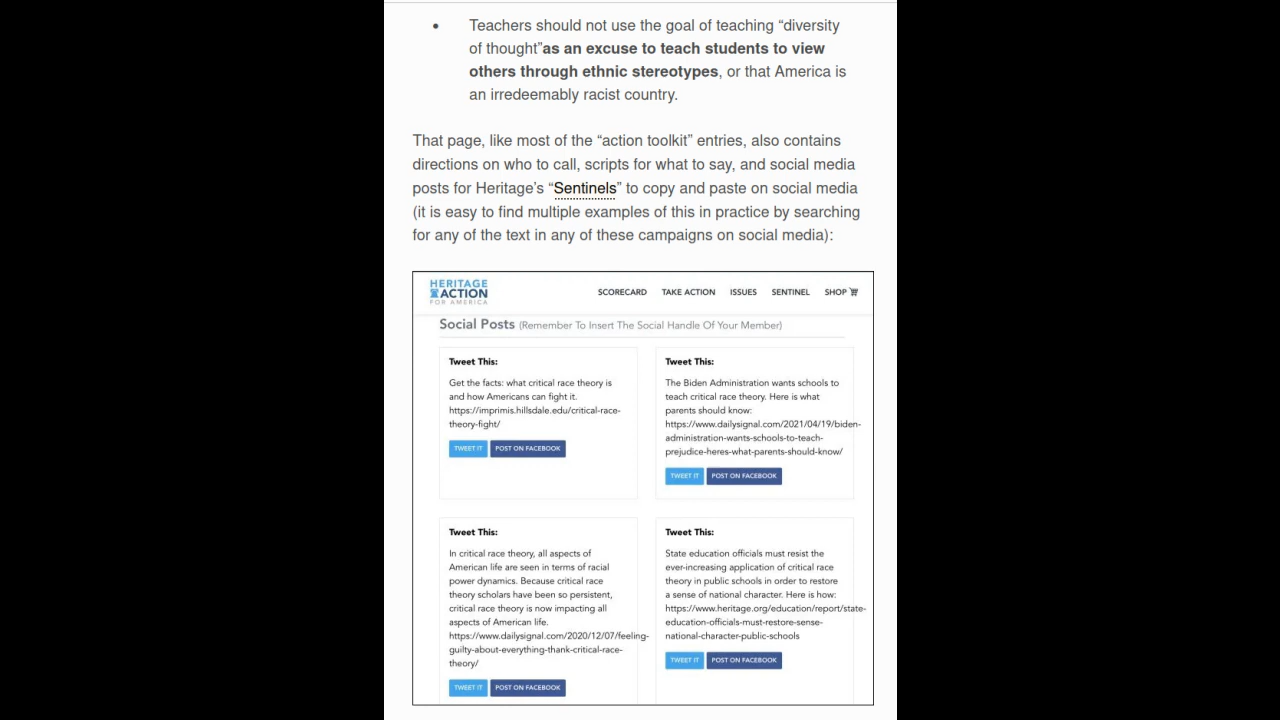 • Teachers should not use the goal of teaching “diversity
of thought”as an excuse to teach students to view
others through ethnic stereotypes, or that America is
an irredeemably racist country.
That page, like most of the “action toolkit” entries, also contains
directions on who to call, scripts for what to say, and social media
posts for Heritage’s “Sentinels” to copy and paste on social media
(it is easy to find multiple examples of this in practice by searching
for any of the text in any of these campaigns on social media):
HERITAGE
ACTION
FOR AMERICA
SCORECARD TAKE ACTION ISSUES SENTINEL SHOP
Social Posts (Remember To Insert The Social Handle Of Your Member)
Tweet This:
Get the facts: what critical race theory is
and how Americans can fight it.
https://imprimis.hillsdale.edu/critical-race-
theory-fight/
TWEET IT POST ON FACEBOOK
Tweet This:
The Biden Administration wants schools to
teach critical race theory. Here is what
parents should know:
https://www.dailysignal.com/2021/04/19/biden-
administration-wants-schools-to-teach-
prejudice-heres-what-parents-should-know/
TWEET IT POST ON FACEBOOK
Tweet This:
In critical race theory, all aspects of
American life are seen in terms of racial
power dynamics. Because critical race
theory scholars have been so persistent,
critical race theory is now impacting all
aspects of American life.
https://www.dailysignal.com/2020/12/07/feeling-
guilty-about-everything-thank-critical-race-
theory/
TWEET IT POST ON FACEBOOK
Tweet This:
State education officials must resist the
ever-increasing application of critical race
theory in public schools in order to restore
a sense of national character. Here is how:
https://www.heritage.org/education/report/state-
education-officials-must-restore-sense-
national-character-public-schools
TWEET IT POST ON FACEBOOK